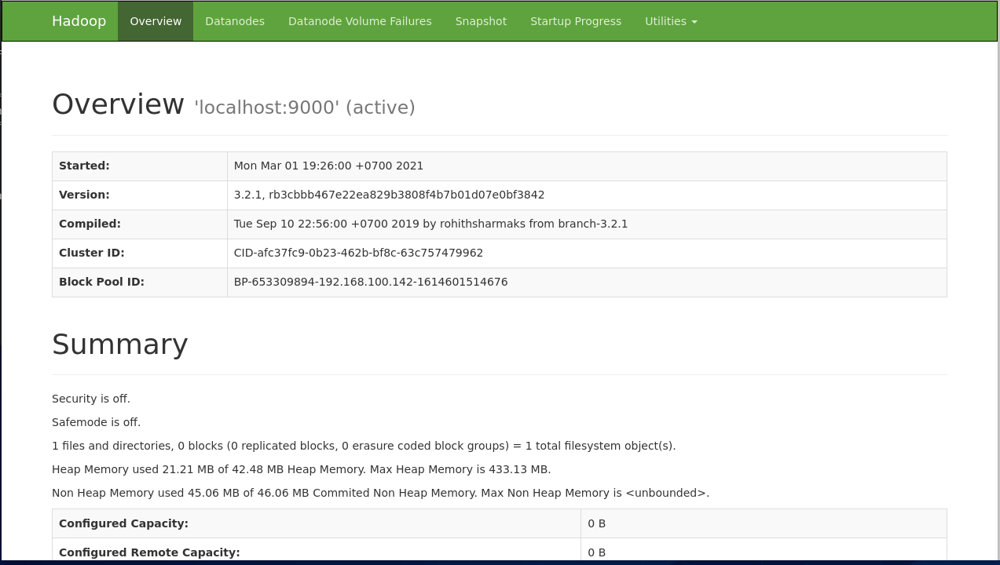 Hadoop Overview Datanodes Datanode Volume Failures Snapshot Startup Progress Utilities
Overview 'localhost:9000' (active)
Started: Mon Mar 01 19:26:00 +0700 2021
Version: 3.2.1, rb3cbbb467e22ea829b3808f4b7b01d07e0bf3842
Compiled: Tue Sep 10 22:56:00 +0700 2019 by rohithsharmaks from branch-3.2.1
Cluster ID: CID-afc37fc9-0b23-462b-bf8c-63c757479962
Block Pool ID: BP-653309894-192.168.100.142-1614601514676
Summary
Security is off.
Safemode is off.
1 files and directories, 0 blocks (0 replicated blocks, 0 erasure coded block groups) = 1 total filesystem object(s).
Heap Memory used 21.21 MB of 42.48 MB Heap Memory. Max Heap Memory is 433.13 MB.
Non Heap Memory used 45.06 MB of 46.06 MB Commited Non Heap Memory. Max Non Heap Memory is <unbounded>.
Configured Capacity: 0 B
Configured Remote Capacity: 0 B